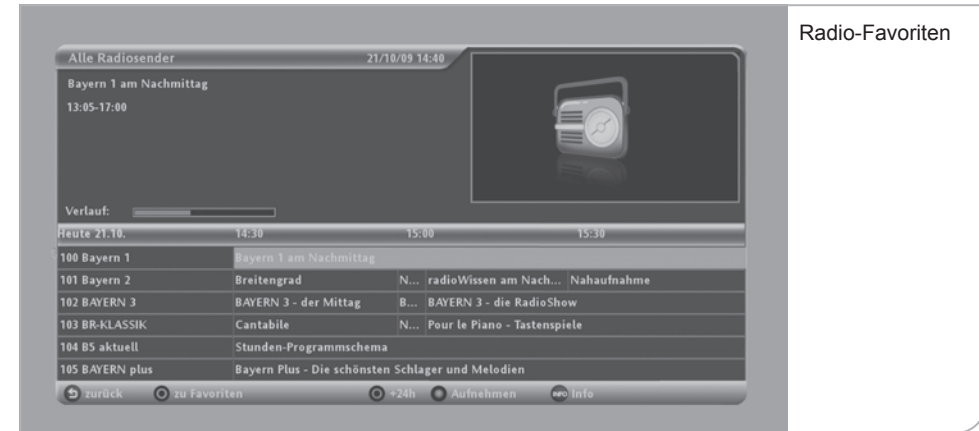 Radio-Favoriten
Alle Radiosender 21/10/09 14:40
Bayern 1 am Nachmittag
13:05-17:00
Verlauf:
Heute 21.10. 14:30 15:00 15:30
100 Bayern 1 Bayern 1 am Nachmittag
101 Bayern 2 Breitengrad N... radioWissen am Nach... Nahaufnahme
102 BAYERN 3 BAYERN 3 - der Mittag B... BAYERN 3 - die RadioShow
103 BR-KLASSIK Cantabile N... Pour le Piano - Tastenspiele
104 B5 aktuell Stunden-Programmschema
105 BAYERN plus Bayern Plus - Die schönsten Schlager und Melodien
zurück zu Favoriten +24h Aufnehmen INFO Info